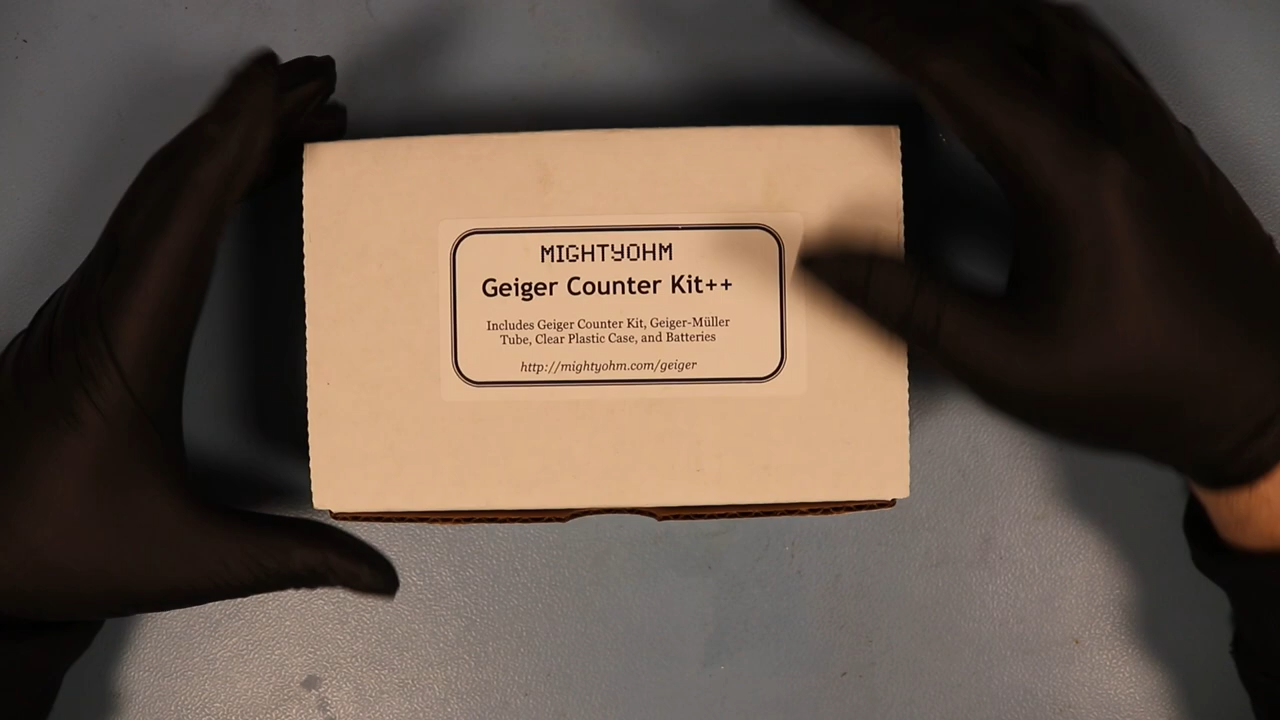 MIGHTYOHM
Geiger Counter Kit++
Includes Geiger Counter Kit, Geiger-Müller
Tube, Clear Plastic Case, and Batteries
http://mightyohm.com/geiger